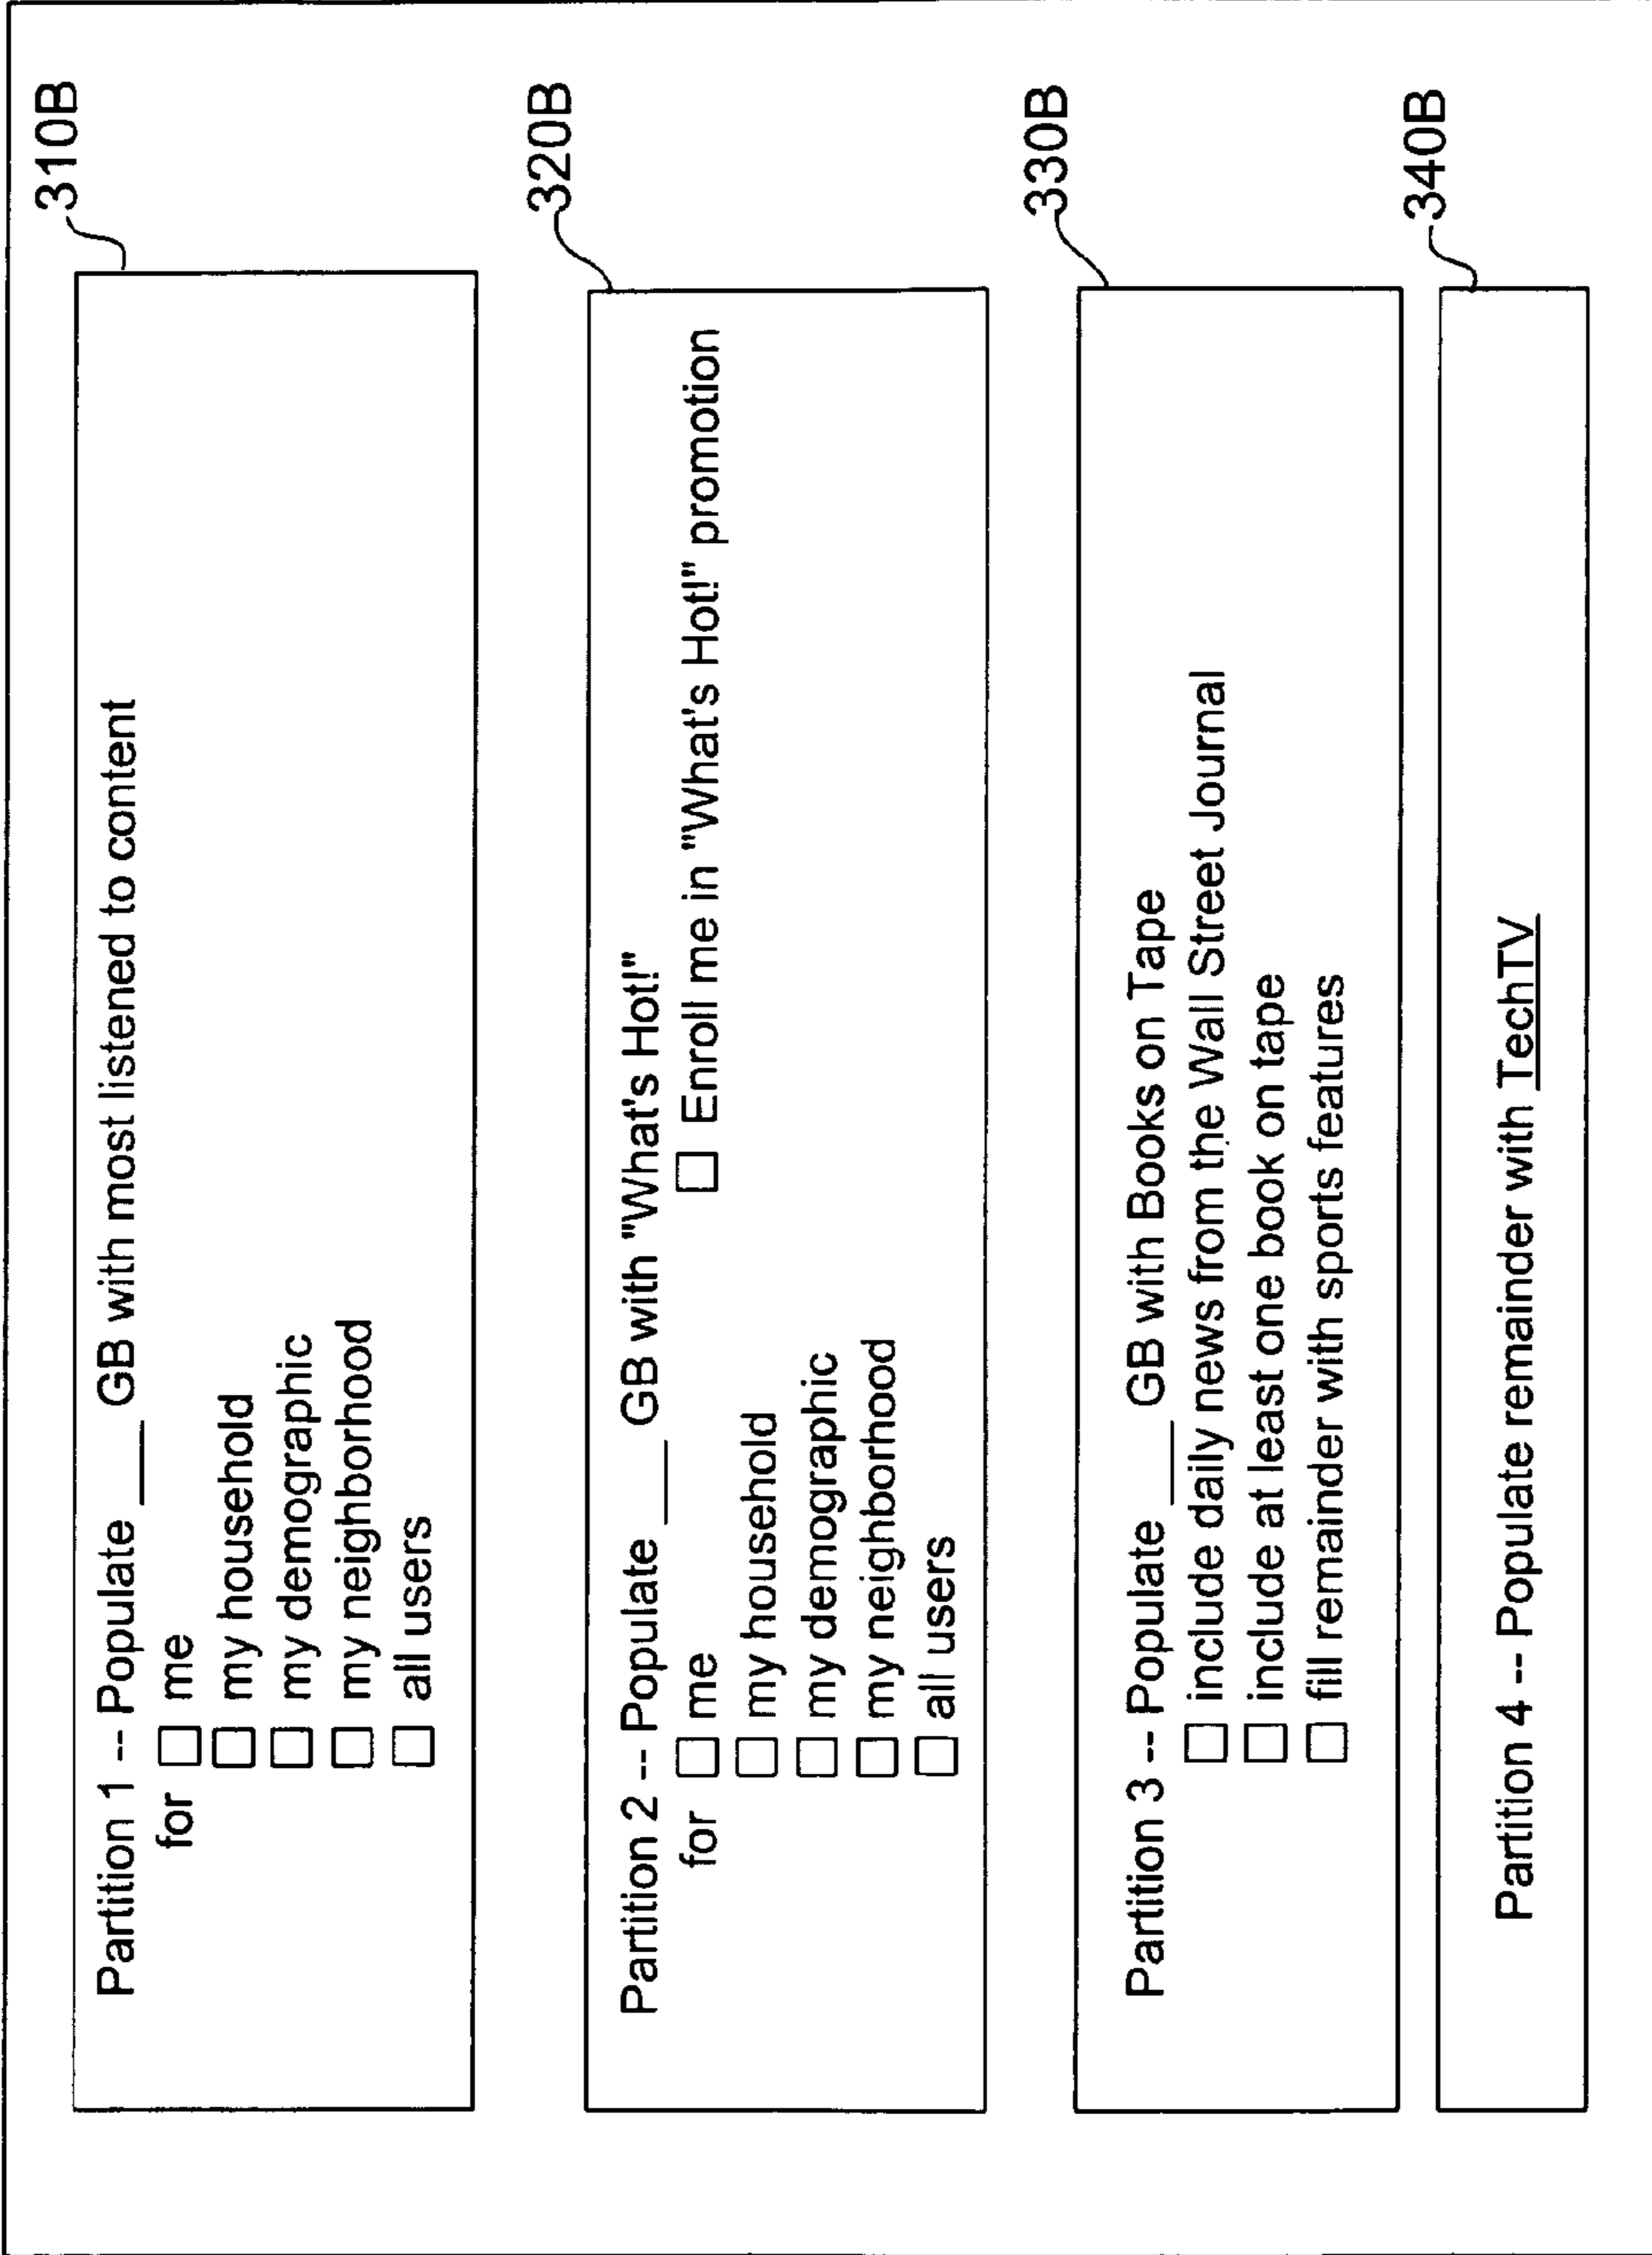 310B
Partition 1 -- Populate ___ GB with most listened to content
for □ me
□ my household
□ my demographic
□ my neighborhood
□ all users
320B
Partition 2 -- Populate ___ GB with "What's Hot!"
for □ me □ Enroll me in "What's Hot!" promotion
□ my household
□ my demographic
□ my neighborhood
□ all users
330B
Partition 3 -- Populate ___ GB with Books on Tape
□ include daily news from the Wall Street Journal
□ include at least one book on tape
□ fill remainder with sports features
340B
Partition 4 -- Populate remainder with TechTV